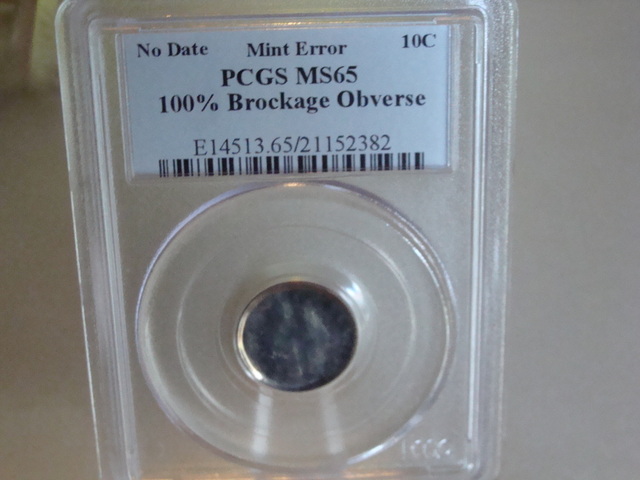 No Date Mint Error 10C
PCGS MS65
100% Brockage Obverse
E14513.65/21152382